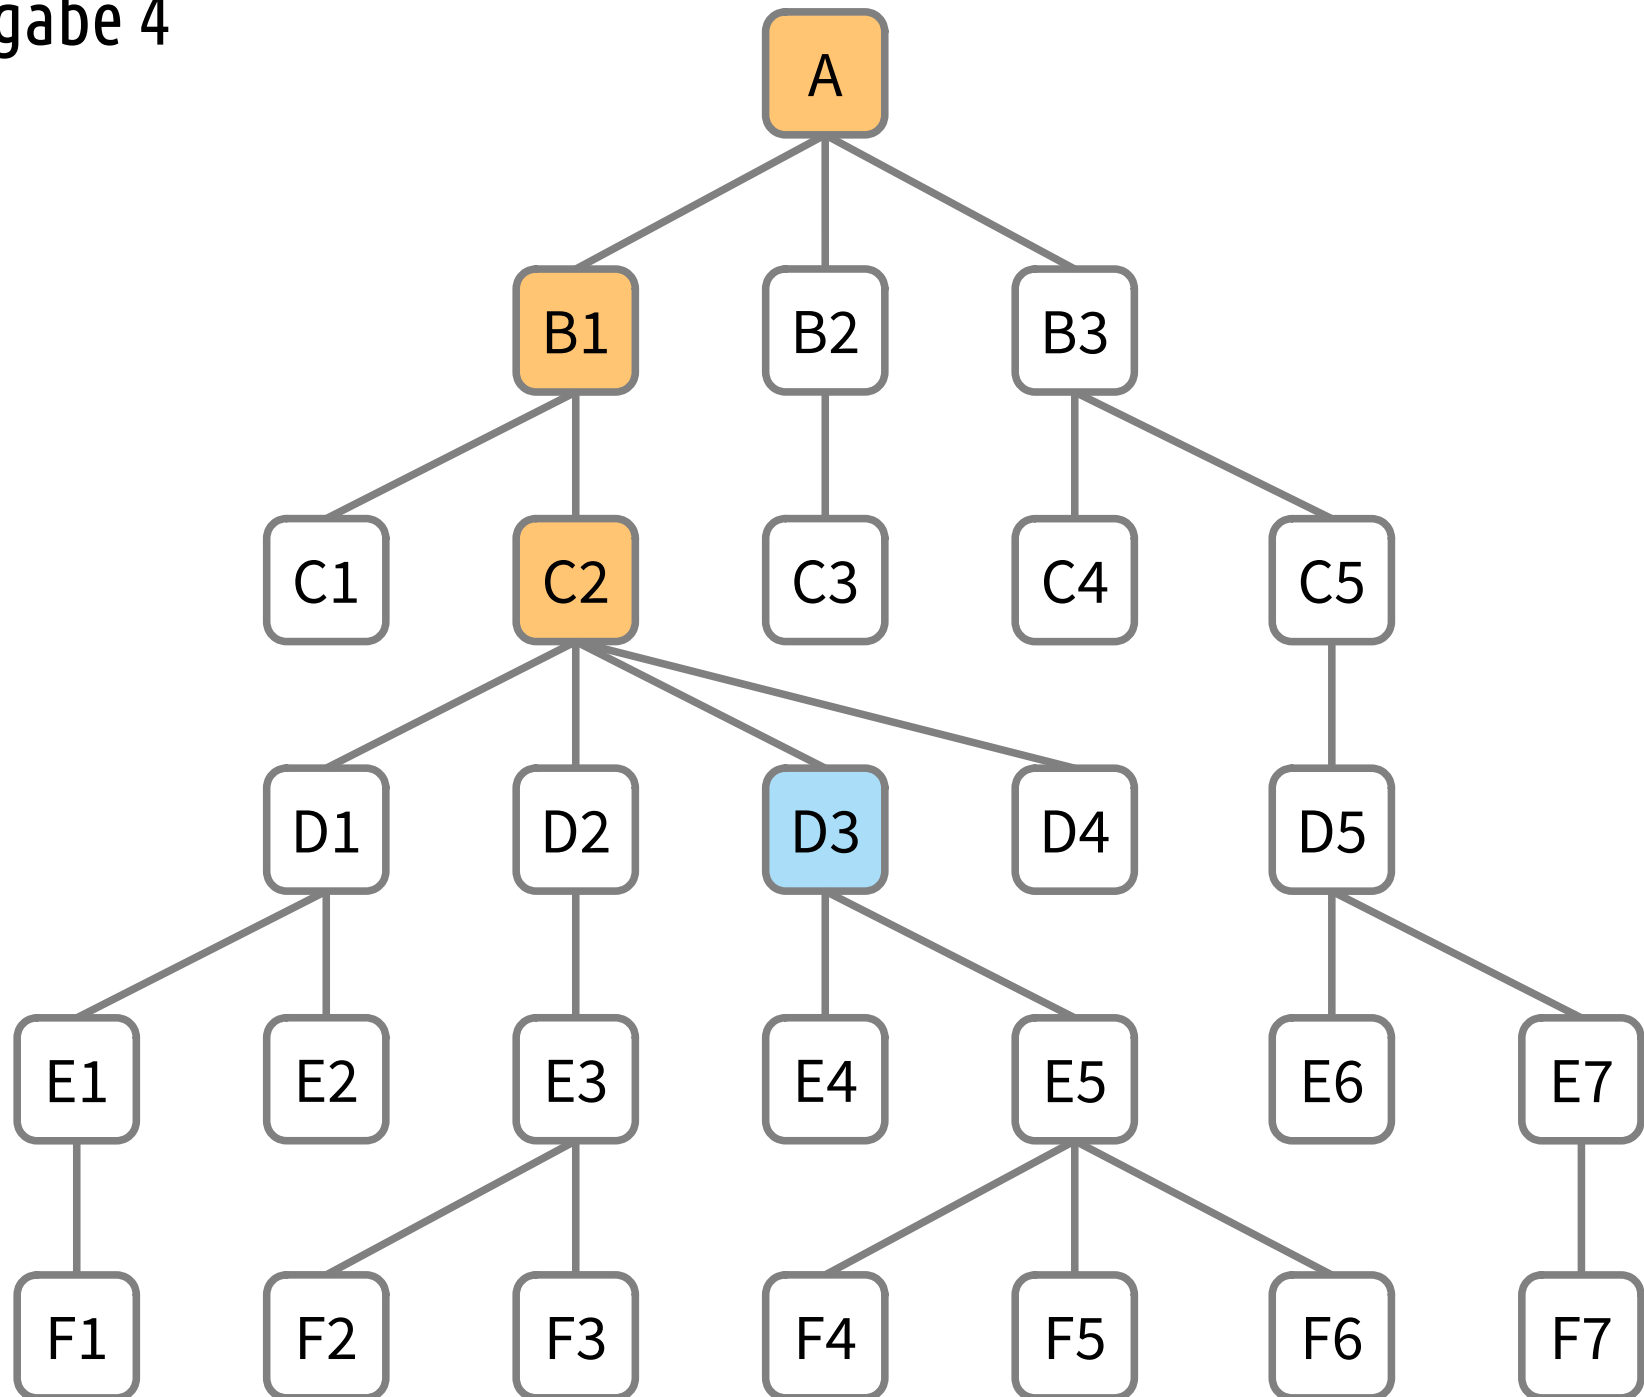 gabe 4
A
B1 B2 B3
C1 C2 C3 C4 C5
D1 D2 D3 D4 D5
E1 E2 E3 E4 E5 E6 E7
F1 F2 F3 F4 F5 F6 F7